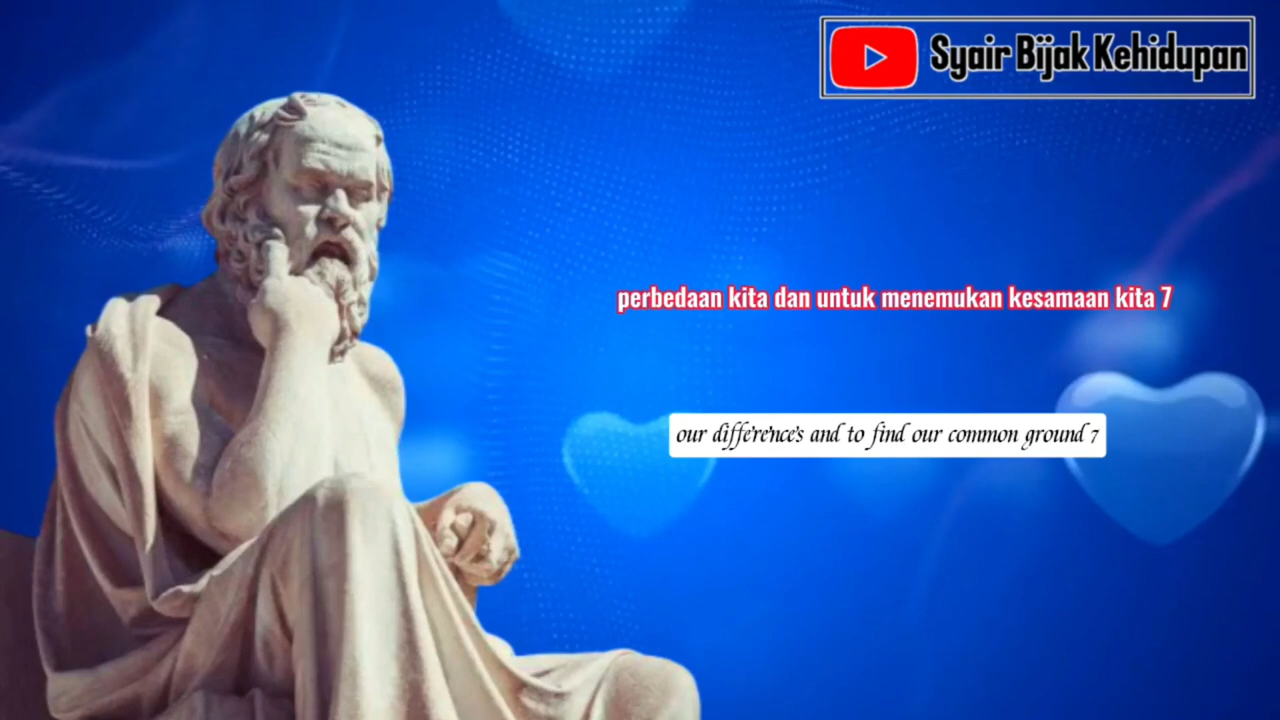 Syair Bijak Kehidupan
perbedaan kita dan untuk menemukan kesamaan kita 7
our differences and to find our common ground 7